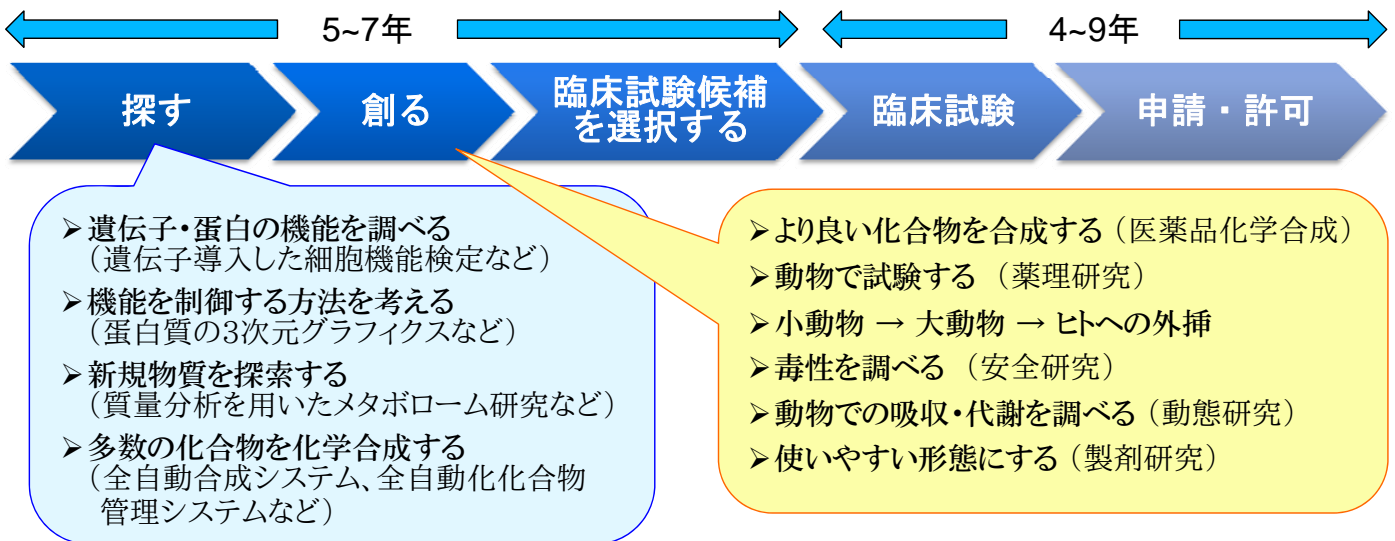 5~7年
4~9年
探す
創る
臨床試験候補
を選択する
臨床試験
申請・許可
➢遺伝子・蛋白の機能を調べる
(遺伝子導入した細胞機能検定など)
➢機能を制御する方法を考える
(蛋白質の3次元グラフィクスなど)
➢新規物質を探索する
(質量分析を用いたメタボローム研究など)
➢多数の化合物を化学合成する
(全自動合成システム、全自動化化合物
管理システムなど)
➢より良い化合物を合成する(医薬品化学合成)
➢動物で試験する (薬理研究)
➢小動物 → 大動物 → ヒトへの外挿
➢毒性を調べる (安全研究)
➢動物での吸収・代謝を調べる(動態研究)
➢使いやすい形態にする(製剤研究)